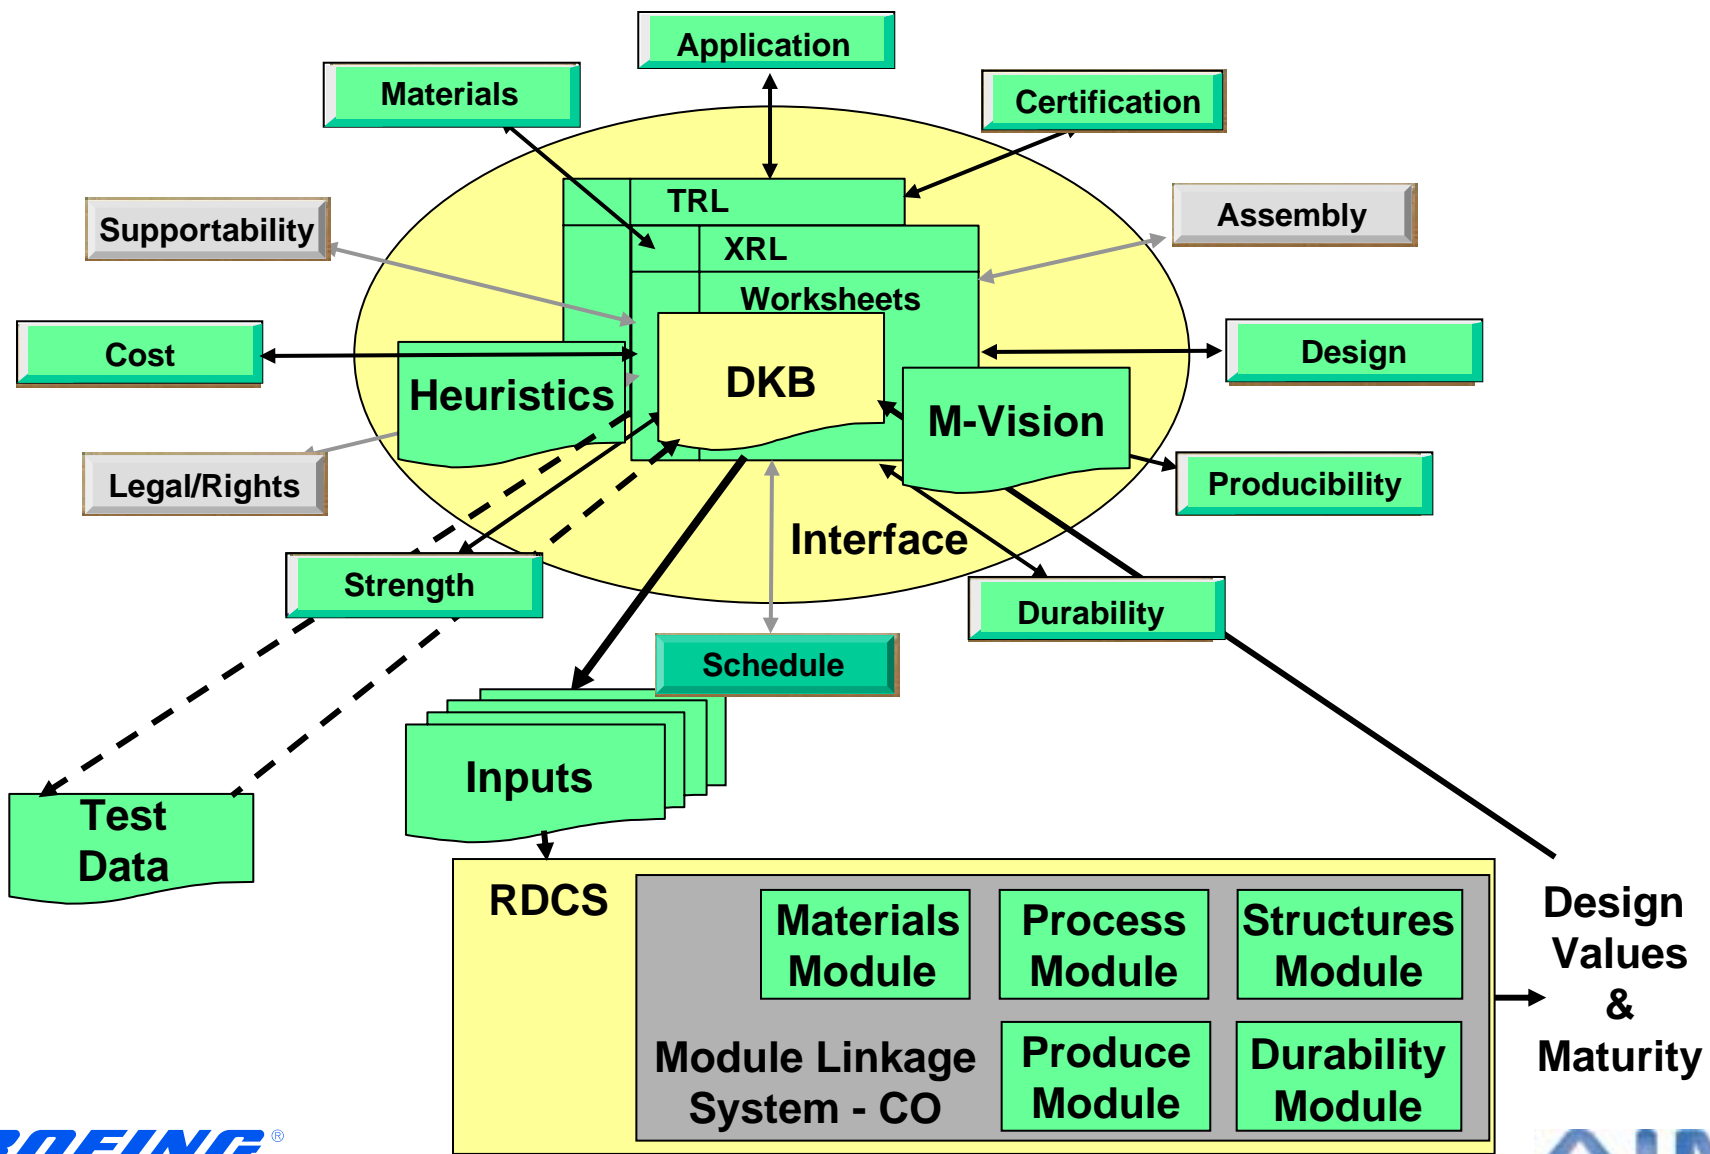 Application
Materials
Certification
TRL
Supportability
Assembly
XRL
Worksheets
Cost
Design
Heuristics
DKB
M-Vision
Legal/Rights
Producibility
Interface
Strength
Durability
Schedule
Inputs
Test
Data
RDCS
Materials
Module
Process
Module
Structures
Module
Module Linkage
System - CO
Produce
Module
Durability
Module
Design
Values
&
Maturity